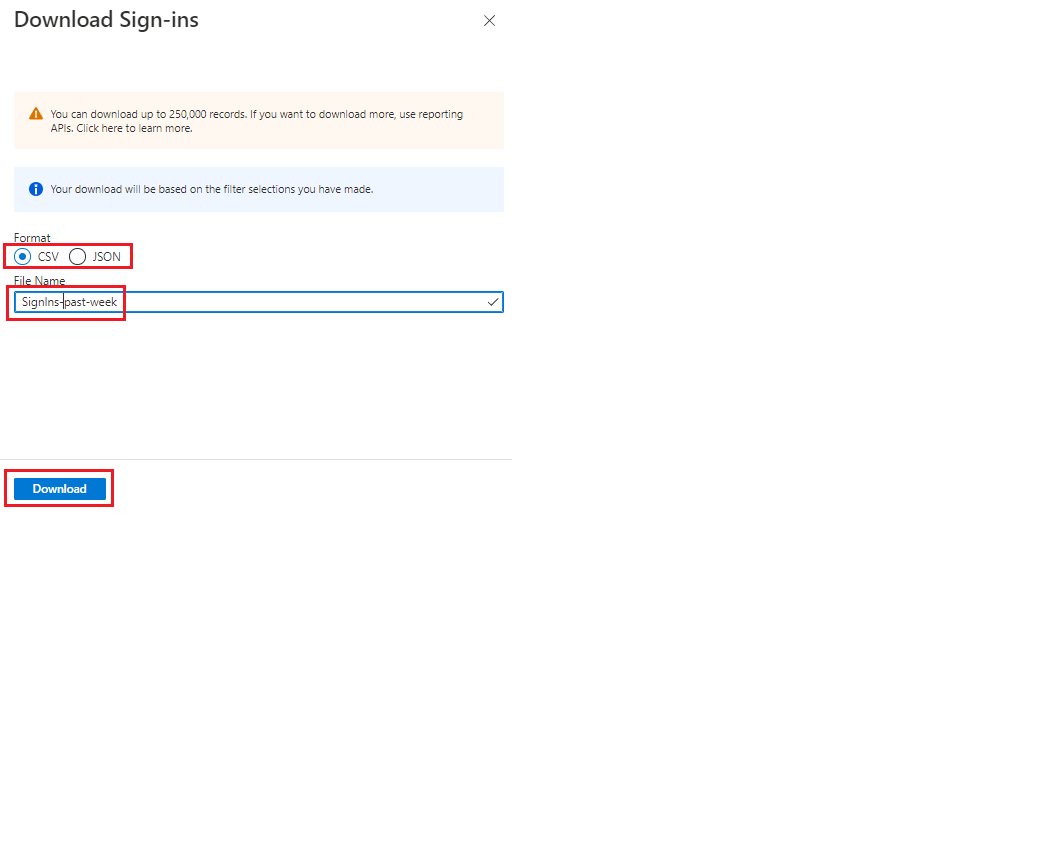 Download Sign-ins
You can download up to 250,000 records. If you want to download more, use reporting
APIs. Click here to learn more.
Your download will be based on the filter selections you have made.
Format
CSV JSON
File Name
SignIns-past-week
Download